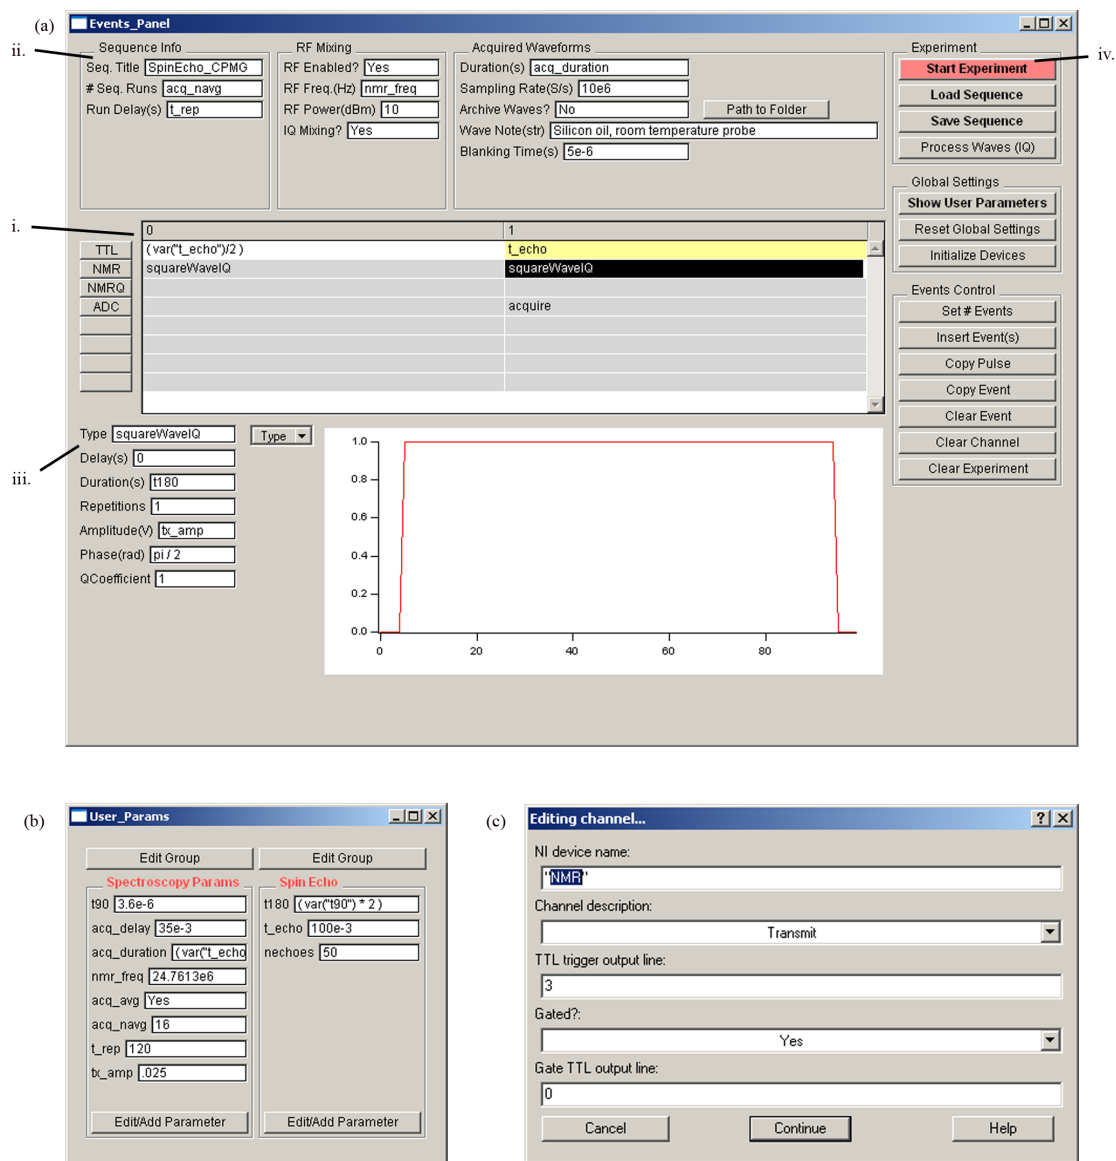 (a)
Events_Panel
ii.
Sequence Info
Seq. Title SpinEcho_CPMG
# Seq. Runs acq_navg
Run Delay(s) t_rep
RF Mixing
RF Enabled? Yes
RF Freq.(Hz) nmr_freq
RF Power(dBm) 10
IQ Mixing? Yes
Acquired Waveforms
Duration(s) acq_duration
Sampling Rate(S/s) 10e6
Archive Waves? No Path to Folder
Wave Note(str) Silicon oil, room temperature probe
Blanking Time(s) 5e-6
Experiment
iv.
Start Experiment
Load Sequence
Save Sequence
Process Waves (IQ)
Global Settings
Show User Parameters
Reset Global Settings
Initialize Devices
i.
0 1
TTL (var("t_echo")/2 ) t_echo
NMR squareWaveIQ squareWaveIQ
NMRQ
ADC acquire
Events Control
Set # Events
Insert Event(s)
Copy Pulse
Copy Event
Clear Event
Clear Channel
Clear Experiment
iii.
Type squareWaveIQ Type
Delay(s) 0
Duration(s) t180
Repetitions 1
Amplitude(V) tx_amp
Phase(rad) pi / 2
QCoefficient 1
1.0
0.8
0.6
0.4
0.2
0.0
0 20 40 60 80
(b)
User_Params
Edit Group Edit Group
Spectroscopy Params
t90 3.6e-6
acq_delay 35e-3
acq_duration (var("t_echo
nmr_freq 24.7613e6
acq_avg Yes
acq_navg 16
t_rep 120
tx_amp .025
Edit/Add Parameter
Spin Echo
t180 (var("t90") * 2 )
t_echo 100e-3
nechoes 50
Edit/Add Parameter
(c)
Editing channel...
NI device name:
"NMR"
Channel description:
Transmit
TTL trigger output line:
3
Gated?:
Yes
Gate TTL output line:
0
Cancel Continue Help